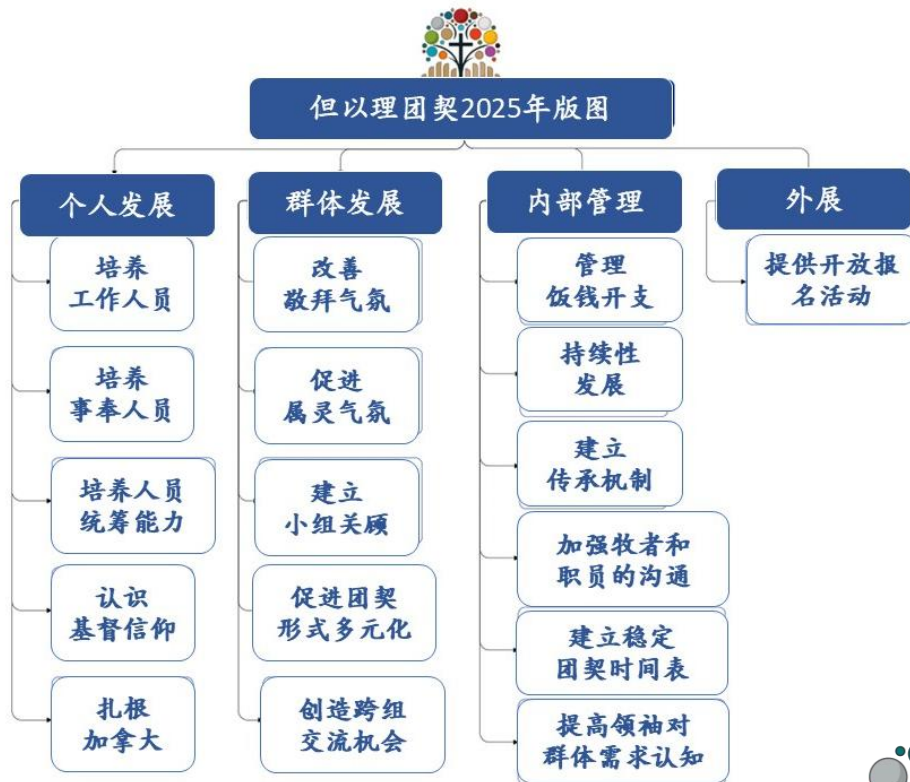 但以理团契2025年版图
个人发展
培养
工作人员
培养
事奉人员
培养人员
统筹能力
认识
基督信仰
扎根
加拿大
群体发展
改善
敬拜气氛
促进
属灵气氛
建立
小组关顾
促进团契
形式多元化
创造跨组
交流机会
内部管理
管理
饭钱开支
持续性
发展
建立
传承机制
加强牧者和
职员的沟通
建立稳定
团契时间表
提高领袖对
群体需求认知
外展
提供开放报
名活动